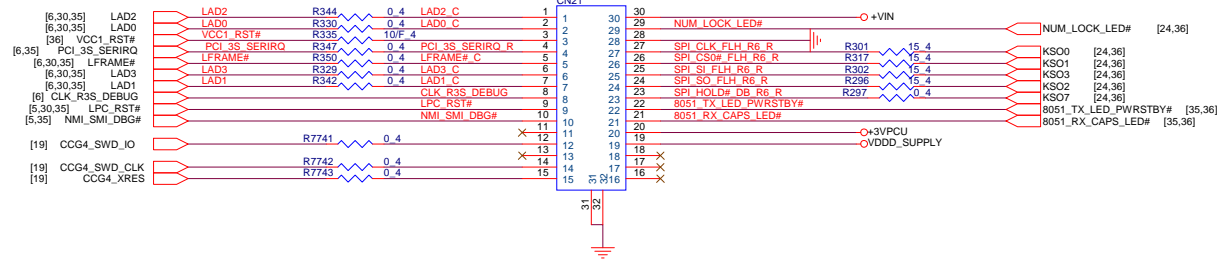 CN21
[6,30,35] LAD2 LAD2 R344 0_4 LAD2_C 1 1 30 30 +VIN
[6,30,35] LAD0 LAD0 R330 0_4 LAD0_C 2 2 29 29 NUM_LOCK_LED# NUM_LOCK_LED# [24,36]
[36] VCC1_RST# VCC1_RST# R335 10/F_4 3 3 28 28
[6,35] PCI_3S_SERIRQ PCI_3S_SERIRQ R347 0_4 PCI_3S_SERIRQ_R 4 4 27 27 SPI_CLK_FLH_R6_R R301 15_4 KSO0 [24,36]
[6,30,35] LFRAME# LFRAME# R350 0_4 LFRAME#_C 5 5 26 26 SPI_CS0#_FLH_R6_R R317 15_4 KSO1 [24,36]
[6,30,35] LAD3 LAD3 R329 0_4 LAD3_C 6 6 25 25 SPI_SI_FLH_R6_R R302 15_4 KSO3 [24,36]
[6,30,35] LAD1 LAD1 R342 0_4 LAD1_C 7 7 24 24 SPI_SO_FLH_R6_R R296 15_4 KSO2 [24,36]
[6] CLK_R3S_DEBUG CLK_R3S_DEBUG 8 8 23 23 SPI_HOLD#_DB_R6_R R297 0_4 KSO7 [24,36]
[5,30,35] LPC_RST# LPC_RST# 9 9 22 22 8051_TX_LED_PWRSTBY# 8051_TX_LED_PWRSTBY# [35,36]
[5,35] NMI_SMI_DBG# NMI_SMI_DBG# 10 10 21 21 8051_RX_CAPS_LED# 8051_RX_CAPS_LED# [35,36]
11 11 20 20 +3VPCU
[19] CCG4_SWD_IO R7741 0_4 12 12 19 19 VDDD_SUPPLY
13 13 18 18
[19] CCG4_SWD_CLK R7742 0_4 14 14 17 17
[19] CCG4_XRES R7743 0_4 15 15 16 16
31 32
31 32